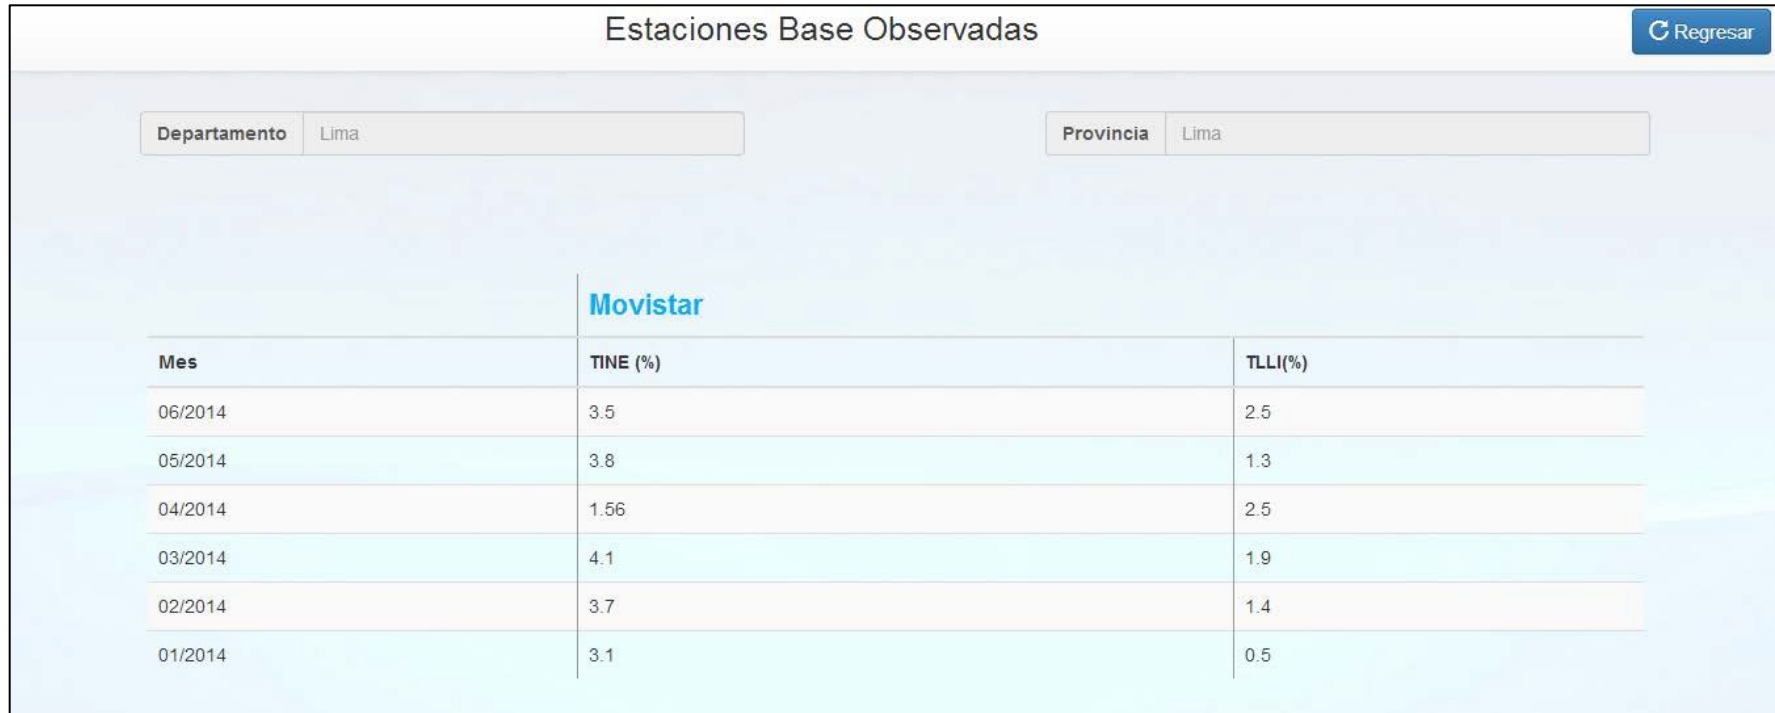 Estaciones Base Observadas
Regresar
Departamento Lima Provincia Lima
Movistar
Mes TINE (%) TLLI(%)
06/2014 3.5 2.5
05/2014 3.8 1.3
04/2014 1.56 2.5
03/2014 4.1 1.9
02/2014 3.7 1.4
01/2014 3.1 0.5